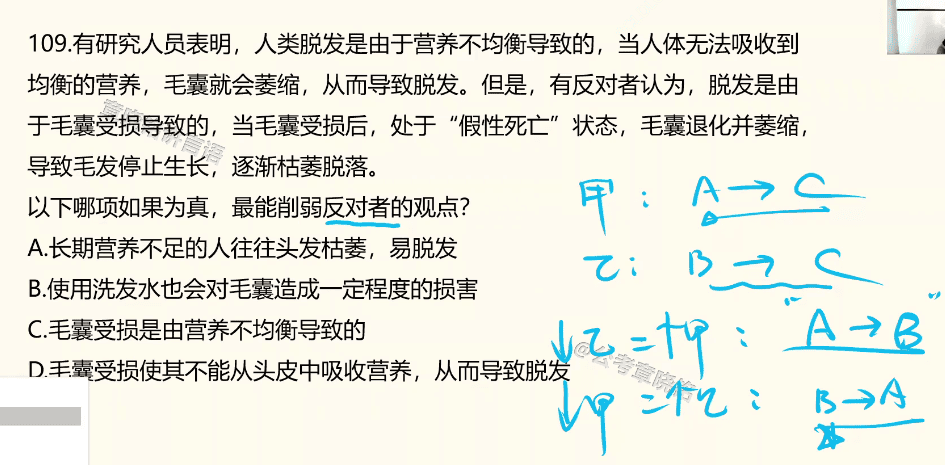 109.有研究人员表明，人类脱发是由于营养不均衡导致的，当人体无法吸收到
均衡的营养，毛囊就会萎缩，从而导致脱发。但是，有反对者认为，脱发是由
于毛囊受损导致的，当毛囊受损后，处于“假性死亡”状态，毛囊退化并萎缩，
导致毛发停止生长，逐渐枯萎脱落。
以下哪项如果为真，最能削弱反对者的观点？
A.长期营养不足的人往往头发枯萎，易脱发
B.使用洗发水也会对毛囊造成一定程度的损害
C.毛囊受损是由营养不均衡导致的
D.毛囊受损使其不能从头皮中吸收营养，从而导致脱发
甲：A→C
乙：B→C
↓乙=↑甲：“A→B”
↓甲=↑乙：B→A
@公考章晓皓